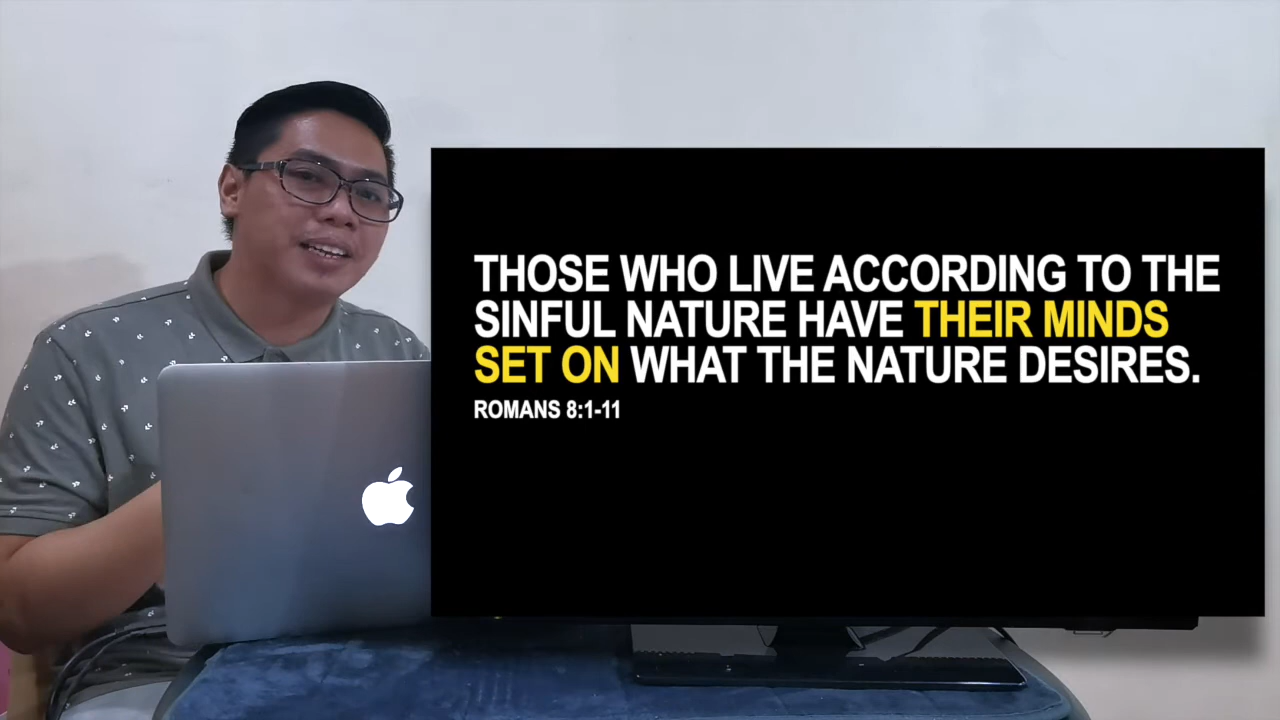 THOSE WHO LIVE ACCORDING TO THE
SINFUL NATURE HAVE THEIR MINDS
SET ON WHAT THE NATURE DESIRES.
ROMANS 8:1-11